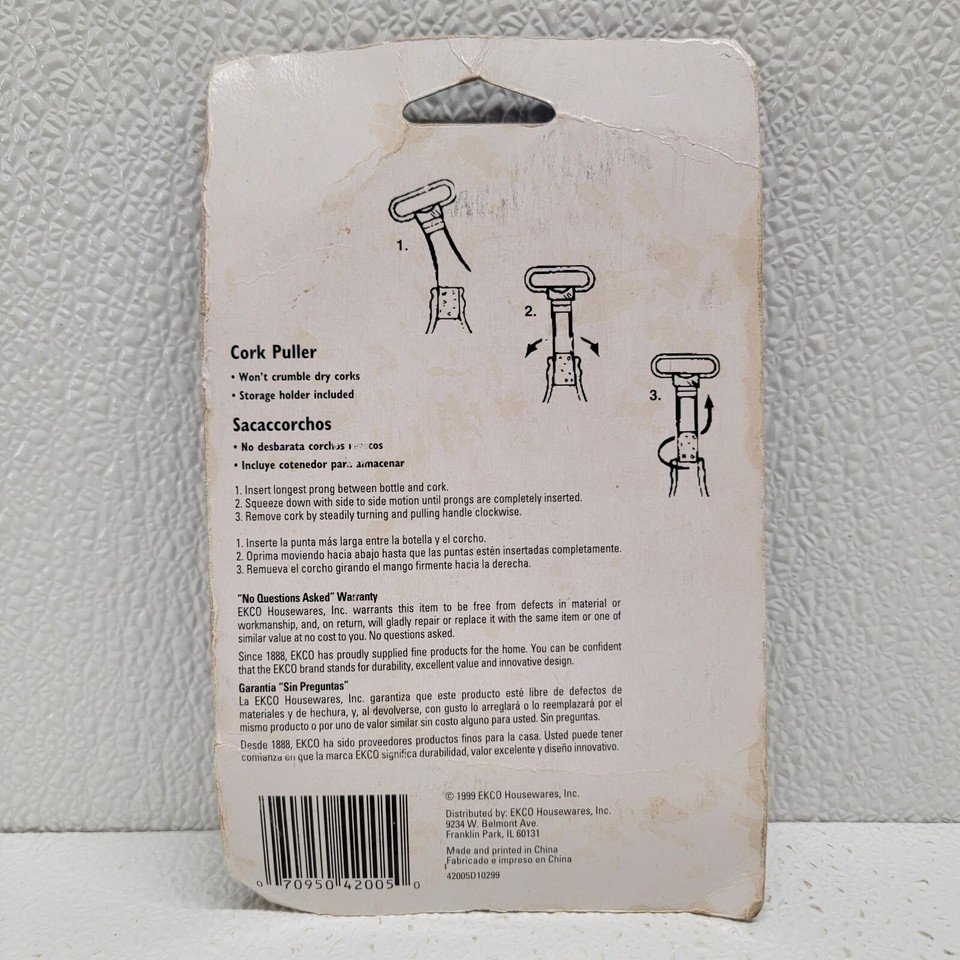 1.
2.
3.
Cork Puller
• Won't crumble dry corks
• Storage holder included
Sacaccorchos
• No desbarata corchos
• Incluye cotenedor para almacenar
1. Insert longest prong between bottle and cork.
2. Squeeze down with side to side motion until prongs are completely inserted.
3. Remove cork by steadily turning and pulling handle clockwise.
1. Inserte la punta más larga entre la botella y el corcho.
2. Oprima moviendo hacia abajo hasta que las puntas estén insertadas completamente.
3. Remueva el corcho girando el mango firmente hacia la derecha.
"No Questions Asked" Warranty
EKCO Housewares, Inc. warrants this item to be free from defects in material or
workmanship, and, on return, will gladly repair or replace it with the same item or one of
similar value at no cost to you. No questions asked.
Since 1888, EKCO has proudly supplied fine products for the home. You can be confident
that the EKCO brand stands for durability, excellent value and innovative design.
Garantia "Sin Preguntas"
La EKCO Housewares, Inc. garantiza que este producto esté libre de defectos de
materiales y de hechura, y, al devolverse, con gusto lo arreglará o lo reemplazará por el
mismo producto o por uno de valor similar sin costo alguno para usted. Sin preguntas.
Desde 1888, EKCO ha sido proveedores productos finos para la casa. Usted puede tener
confianza en que la marca EKCO significa durabilidad, valor excelente y diseño innovativo.
© 1999 EKCO Housewares, Inc.
Distributed by: EKCO Housewares, Inc.
9234 W. Belmont Ave.
Franklin Park, IL 60131
Made and printed in China
Fabricado e impreso en China
42005D10299
0 70950 42005 0